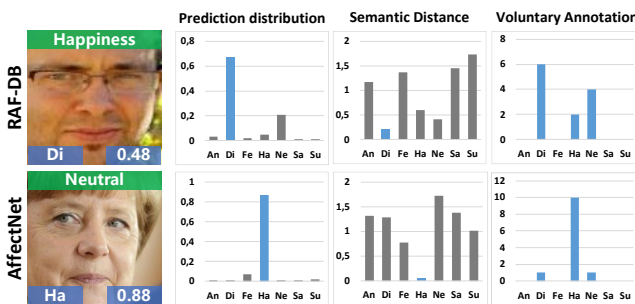 Prediction distribution Semantic Distance Voluntary Annotation
RAF-DB
Happiness
Di 0.48
0,8
0,6
0,4
0,2
0
An Di Fe Ha Ne Sa Su
2
1,5
1
0,5
0
An Di Fe Ha Ne Sa Su
8
6
4
2
0
An Di Fe Ha Ne Sa Su
AffectNet
Neutral
Ha 0.88
1
0,8
0,6
0,4
0,2
0
An Di Fe Ha Ne Sa Su
2
1,5
1
0,5
0
An Di Fe Ha Ne Sa Su
12
10
8
6
4
2
0
An Di Fe Ha Ne Sa Su